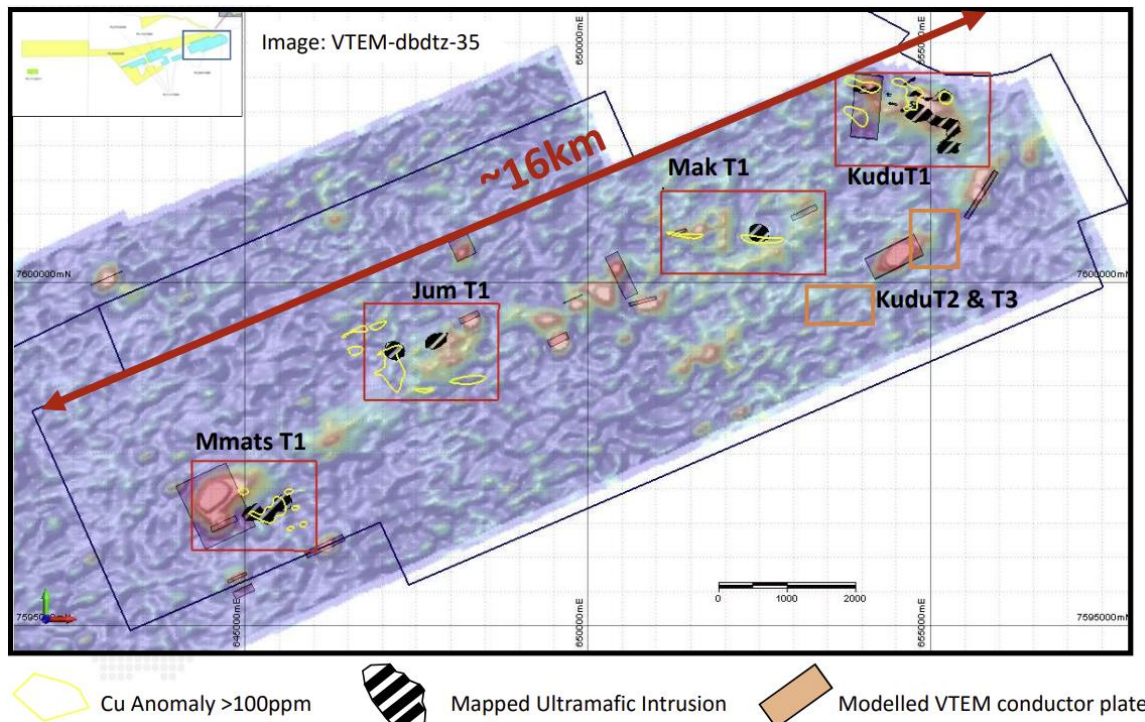 Image: VTEM-dbdtz-35
650000mE
655000mE
~16km
Mak T1
KuduT1
7600000mN
Jum T1
KuduT2 & T3
Mmats T1
0 1000 2000
645000mE
650000mE
655000mE
7595000mN
7595000mN
Cu Anomaly >100ppm
Mapped Ultramafic Intrusion
Modelled VTEM conductor plate